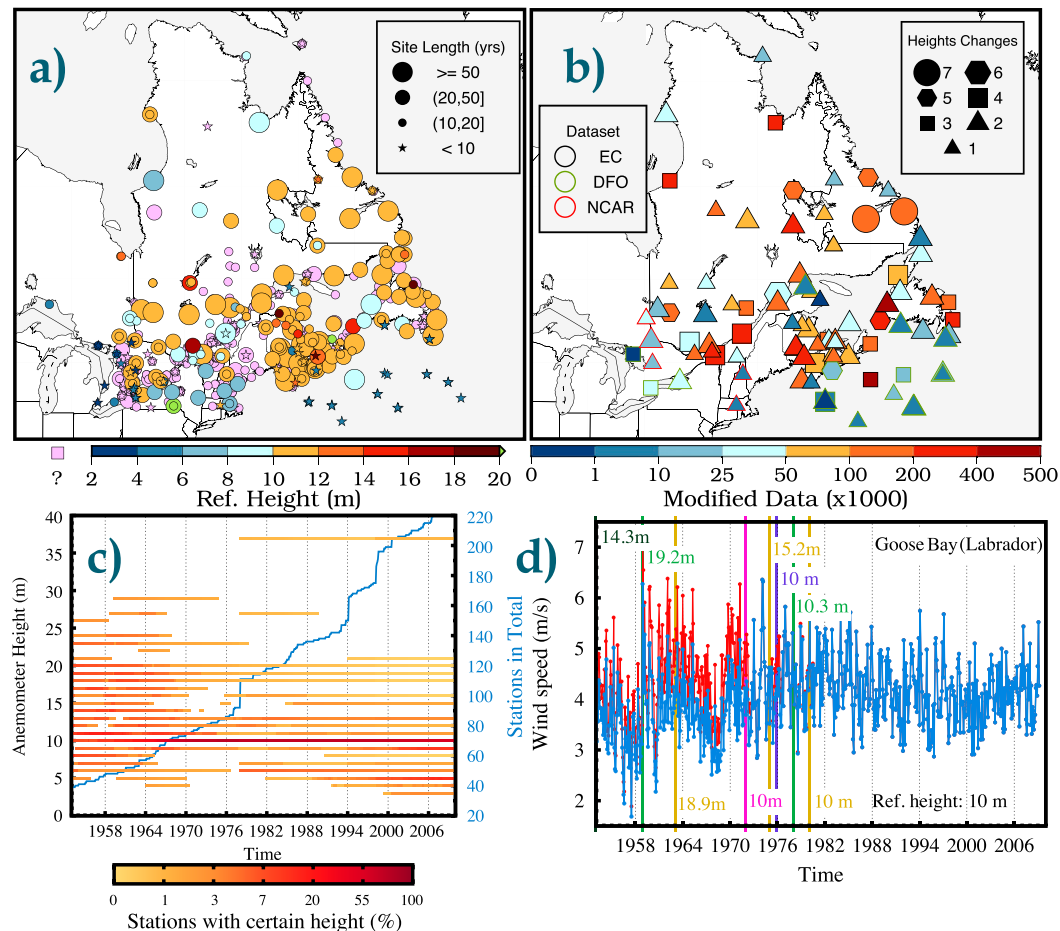 a)
Site Length (yrs)
>= 50
(20,50]
(10,20]
< 10
b)
Heights Changes
7 6
5 4
3 2
1
Dataset
EC
DFO
NCAR
? 2 4 6 8 10 12 14 16 18 20
Ref. Height (m)
0 1 10 25 50 100 200 400 500
Modified Data (x1000)
c)
40
35
30
25
20
15
10
5
0
Anemometer Height (m)
220
200
180
160
140
120
100
80
60
40
20
Stations in Total
1958 1964 1970 1976 1982 1988 1994 2000 2006
Time
0 1 3 7 20 55 100
Stations with certain height (%)
d)
14.3m
19.2m
15.2m
10 m
10.3 m
Goose Bay (Labrador)
7
6
5
4
3
2
Wind speed (m/s)
18.9m
10m
10 m
Ref. height: 10 m
1958 1964 1970 1976 1982 1988 1994 2000 2006
Time